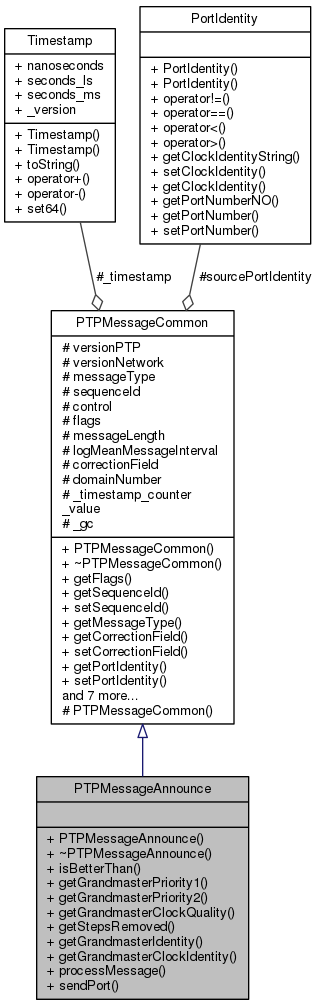 Timestamp
+ nanoseconds
+ seconds_ls
+ seconds_ms
+ _version
+ Timestamp()
+ Timestamp()
+ toString()
+ operator+()
+ operator-()
+ set64()
PortIdentity
+ PortIdentity()
+ PortIdentity()
+ operator!=()
+ operator==()
+ operator<()
+ operator>()
+ getClockIdentityString()
+ setClockIdentity()
+ getClockIdentity()
+ getPortNumberNO()
+ getPortNumber()
+ setPortNumber()
#_timestamp
#sourcePortIdentity
PTPMessageCommon
# versionPTP
# versionNetwork
# messageType
# sequenceId
# control
# flags
# messageLength
# logMeanMessageInterval
# correctionField
# domainNumber
# _timestamp_counter
_value
# _gc
+ PTPMessageCommon()
+ ~PTPMessageCommon()
+ getFlags()
+ getSequenceId()
+ setSequenceId()
+ getMessageType()
+ getCorrectionField()
+ setCorrectionField()
+ getPortIdentity()
+ setPortIdentity()
and 7 more...
# PTPMessageCommon()
PTPMessageAnnounce
+ PTPMessageAnnounce()
+ ~PTPMessageAnnounce()
+ isBetterThan()
+ getGrandmasterPriority1()
+ getGrandmasterPriority2()
+ getGrandmasterClockQuality()
+ getStepsRemoved()
+ getGrandmasterIdentity()
+ getGrandmasterClockIdentity()
+ processMessage()
+ sendPort()